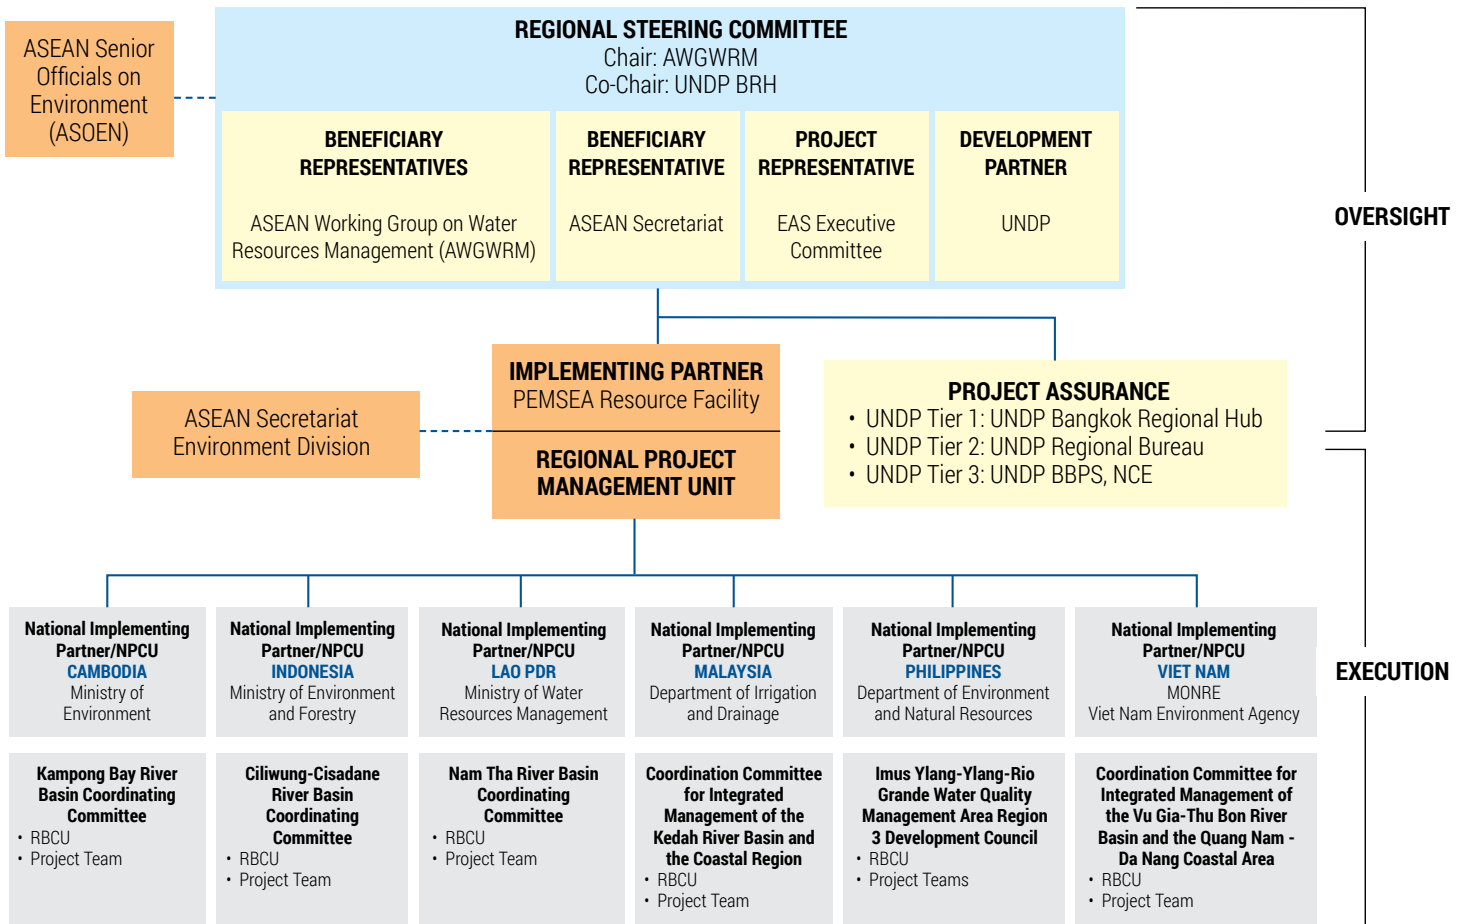 REGIONAL STEERING COMMITTEE
Chair: AWGWRM
Co-Chair: UNDP BRH
ASEAN Senior
Officials on
Environment
(ASOEN)
BENEFICIARY
REPRESENTATIVES
ASEAN Working Group on Water
Resources Management (AWGWRM)
BENEFICIARY
REPRESENTATIVE
ASEAN Secretariat
PROJECT
REPRESENTATIVE
EAS Executive
Committee
DEVELOPMENT
PARTNER
UNDP
OVERSIGHT
IMPLEMENTING PARTNER
PEMSEA Resource Facility
REGIONAL PROJECT
MANAGEMENT UNIT
ASEAN Secretariat
Environment Division
PROJECT ASSURANCE
• UNDP Tier 1: UNDP Bangkok Regional Hub
• UNDP Tier 2: UNDP Regional Bureau
• UNDP Tier 3: UNDP BBPS, NCE
EXECUTION
National Implementing
Partner/NPCU
CAMBODIA
Ministry of
Environment
National Implementing
Partner/NPCU
INDONESIA
Ministry of Environment
and Forestry
National Implementing
Partner/NPCU
LAO PDR
Ministry of Water
Resources Management
National Implementing
Partner/NPCU
MALAYSIA
Department of Irrigation
and Drainage
National Implementing
Partner/NPCU
PHILIPPINES
Department of Environment
and Natural Resources
National Implementing
Partner/NPCU
VIET NAM
MONRE
Viet Nam Environment Agency
Kampong Bay River
Basin Coordinating
Committee
• RBCU
• Project Team
Ciliwung-Cisadane
River Basin
Coordinating
Committee
• RBCU
• Project Team
Nam Tha River Basin
Coordinating
Committee
• RBCU
• Project Team
Coordination Committee
for Integrated
Management of the
Kedah River Basin and
the Coastal Region
• RBCU
• Project Team
Imus Ylang-Ylang-Rio
Grande Water Quality
Management Area Region
3 Development Council
• RBCU
• Project Teams
Coordination Committee for
Integrated Management of
the Vu Gia-Thu Bon River
Basin and the Quang Nam -
Da Nang Coastal Area
• RBCU
• Project Team